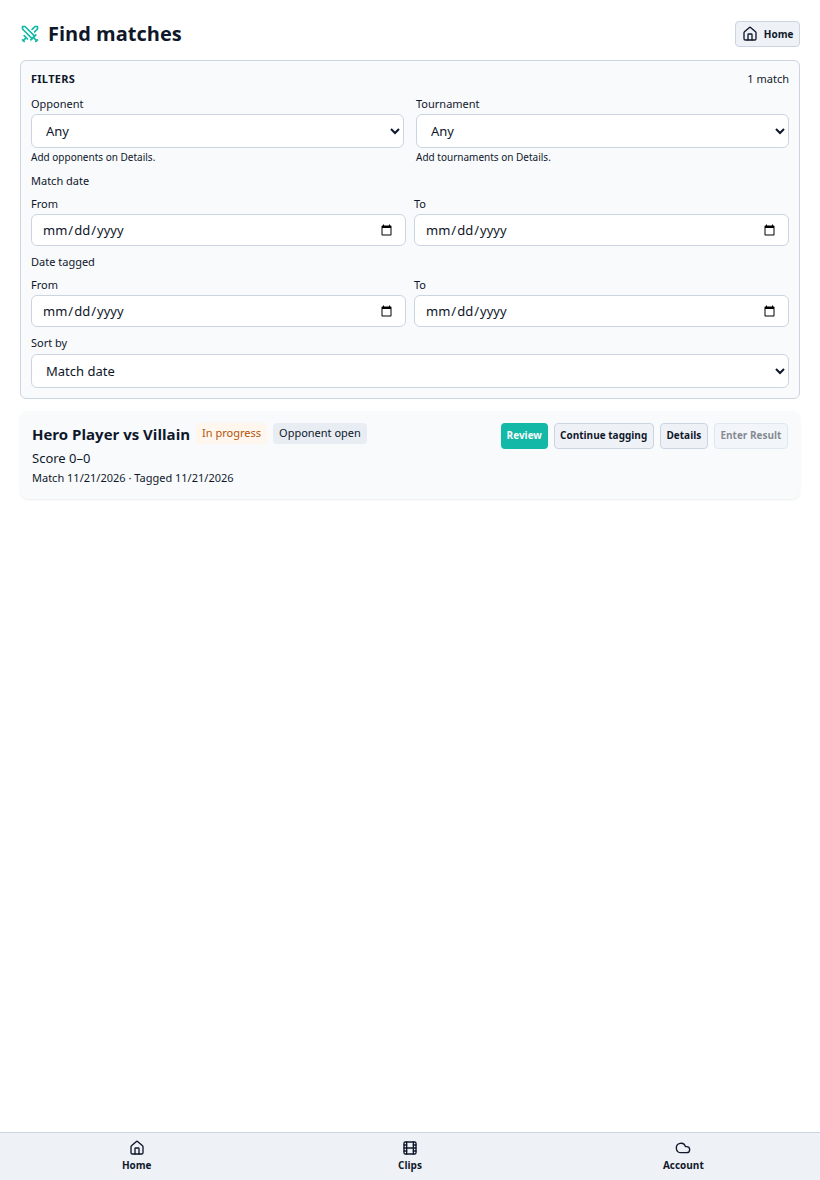 Find matches
Home
FILTERS
1 match
Opponent
Tournament
Any
Any
Add opponents on Details.
Add tournaments on Details.
Match date
From
To
mm/dd/yyyy
mm/dd/yyyy
Date tagged
From
To
mm/dd/yyyy
mm/dd/yyyy
Sort by
Match date
Hero Player vs Villain
In progress
Opponent open
Review
Continue tagging
Details
Enter Result
Score 0–0
Match 11/21/2026 · Tagged 11/21/2026
Home
Clips
Account